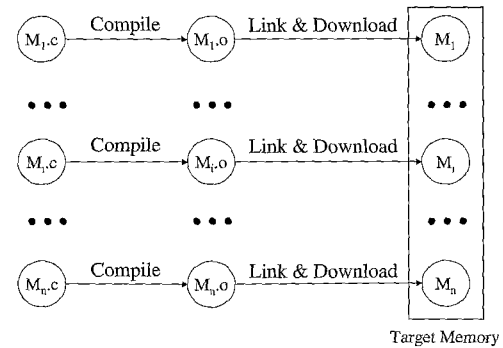 M1.c Compile M1.o Link & Download M1
••• ••• •••
Mi.c Compile Mi.o Link & Download Mi
••• ••• •••
Mn.c Compile Mn.o Link & Download Mn
Target Memory